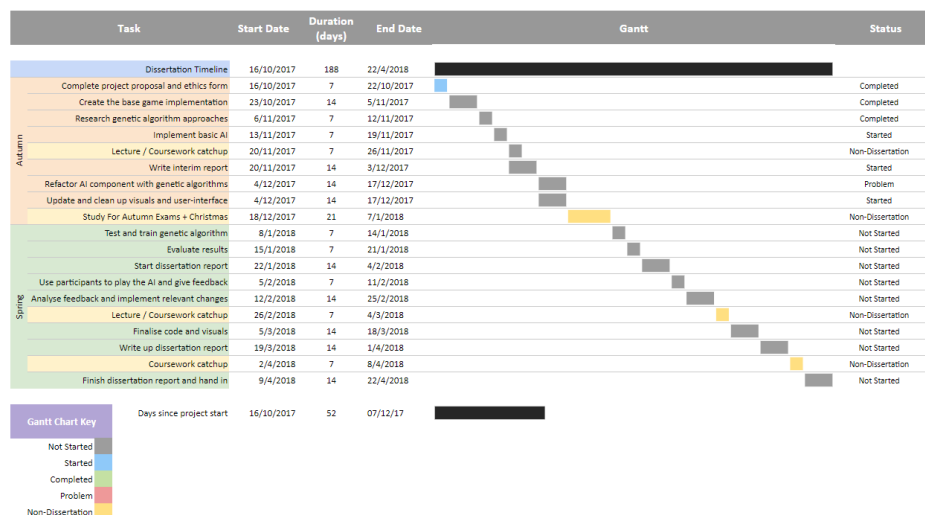 Task Start Date Duration (days) End Date Gantt Status
Dissertation Timeline 16/10/2017 188 22/4/2018
Autumn
Complete project proposal and ethics form 16/10/2017 7 22/10/2017 Completed
Create the base game implementation 23/10/2017 14 5/11/2017 Completed
Research genetic algorithm approaches 6/11/2017 7 12/11/2017 Completed
Implement basic AI 13/11/2017 7 19/11/2017 Started
Lecture / Coursework catchup 20/11/2017 7 26/11/2017 Non-Dissertation
Write interim report 20/11/2017 14 3/12/2017 Started
Refactor AI component with genetic algorithms 4/12/2017 14 17/12/2017 Problem
Update and clean up visuals and user-interface 4/12/2017 14 17/12/2017 Started
Study For Autumn Exams + Christmas 18/12/2017 21 7/1/2018 Non-Dissertation
Spring
Test and train genetic algorithm 8/1/2018 7 14/1/2018 Not Started
Evaluate results 15/1/2018 7 21/1/2018 Not Started
Start dissertation report 22/1/2018 14 4/2/2018 Not Started
Use participants to play the AI and give feedback 5/2/2018 7 11/2/2018 Not Started
Analyse feedback and implement relevant changes 12/2/2018 14 25/2/2018 Not Started
Lecture / Coursework catchup 26/2/2018 7 4/3/2018 Non-Dissertation
Finalise code and visuals 5/3/2018 14 18/3/2018 Not Started
Write up dissertation report 19/3/2018 14 1/4/2018 Not Started
Coursework catchup 2/4/2018 7 8/4/2018 Non-Dissertation
Finish dissertation report and hand in 9/4/2018 14 22/4/2018 Not Started
Days since project start 16/10/2017 52 07/12/17
Gantt Chart Key
Not Started
Started
Completed
Problem
Non-Dissertation